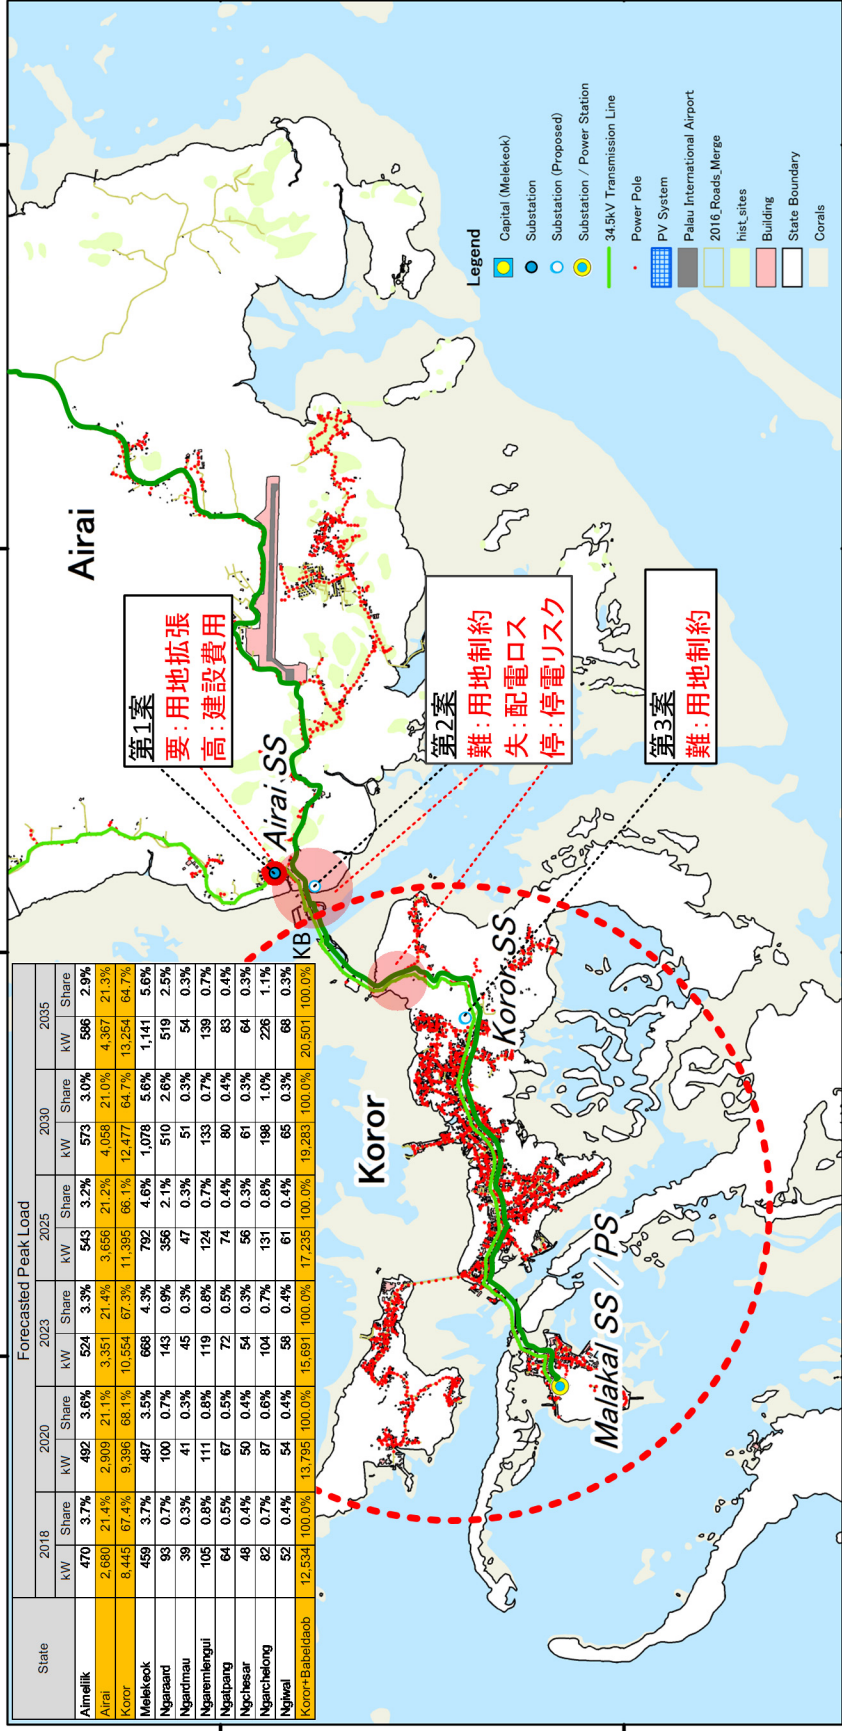 Forecasted Peak Load
State 2018 2020 2023 2025 2030 2035
kW Share kW Share kW Share kW Share kW Share kW Share
Aimeliik 470 3.7% 492 3.6% 524 3.3% 543 3.2% 573 3.0% 586 2.9%
Airai 2,680 21.4% 2,909 21.1% 3,351 21.4% 3,656 21.2% 4,058 21.0% 4,367 21.3%
Koror 8,445 67.4% 9,396 68.1% 10,554 67.3% 11,395 66.1% 12,477 64.7% 13,254 64.7%
Melekeok 459 3.7% 487 3.5% 668 4.3% 792 4.6% 1,078 5.6% 1,141 5.6%
Ngaraard 93 0.7% 100 0.7% 143 0.9% 356 2.1% 510 2.6% 519 2.5%
Ngardmau 39 0.3% 41 0.3% 45 0.3% 47 0.3% 51 0.3% 54 0.3%
Ngaremlengui 105 0.8% 111 0.8% 119 0.8% 124 0.7% 133 0.7% 139 0.7%
Ngatpang 64 0.5% 67 0.5% 72 0.5% 74 0.4% 80 0.4% 83 0.4%
Ngchesar 48 0.4% 50 0.4% 54 0.3% 56 0.3% 61 0.3% 64 0.3%
Ngarchelong 82 0.7% 87 0.6% 104 0.7% 131 0.8% 198 1.0% 226 1.1%
Ngiwal 52 0.4% 54 0.4% 58 0.4% 61 0.4% 65 0.3% 68 0.3%
Koror+Babeldaob 12,534 100.0% 13,795 100.0% 15,691 100.0% 17,235 100.0% 19,283 100.0% 20,501 100.0%
Airai
第1案
要:用地拡張
高:建設費用
Airai SS
KB
第2案
難:用地制約
失:配電ロス
停:停電リスク
Koror
Koror SS
第3案
難:用地制約
Malakal SS / PS
Legend
Capital (Melekeok)
Substation
Substation (Proposed)
Substation / Power Station
34.5kV Transmission Line
Power Pole
PV System
Palau International Airport
2016_Roads_Merge
hist_sites
Building
State Boundary
Corals